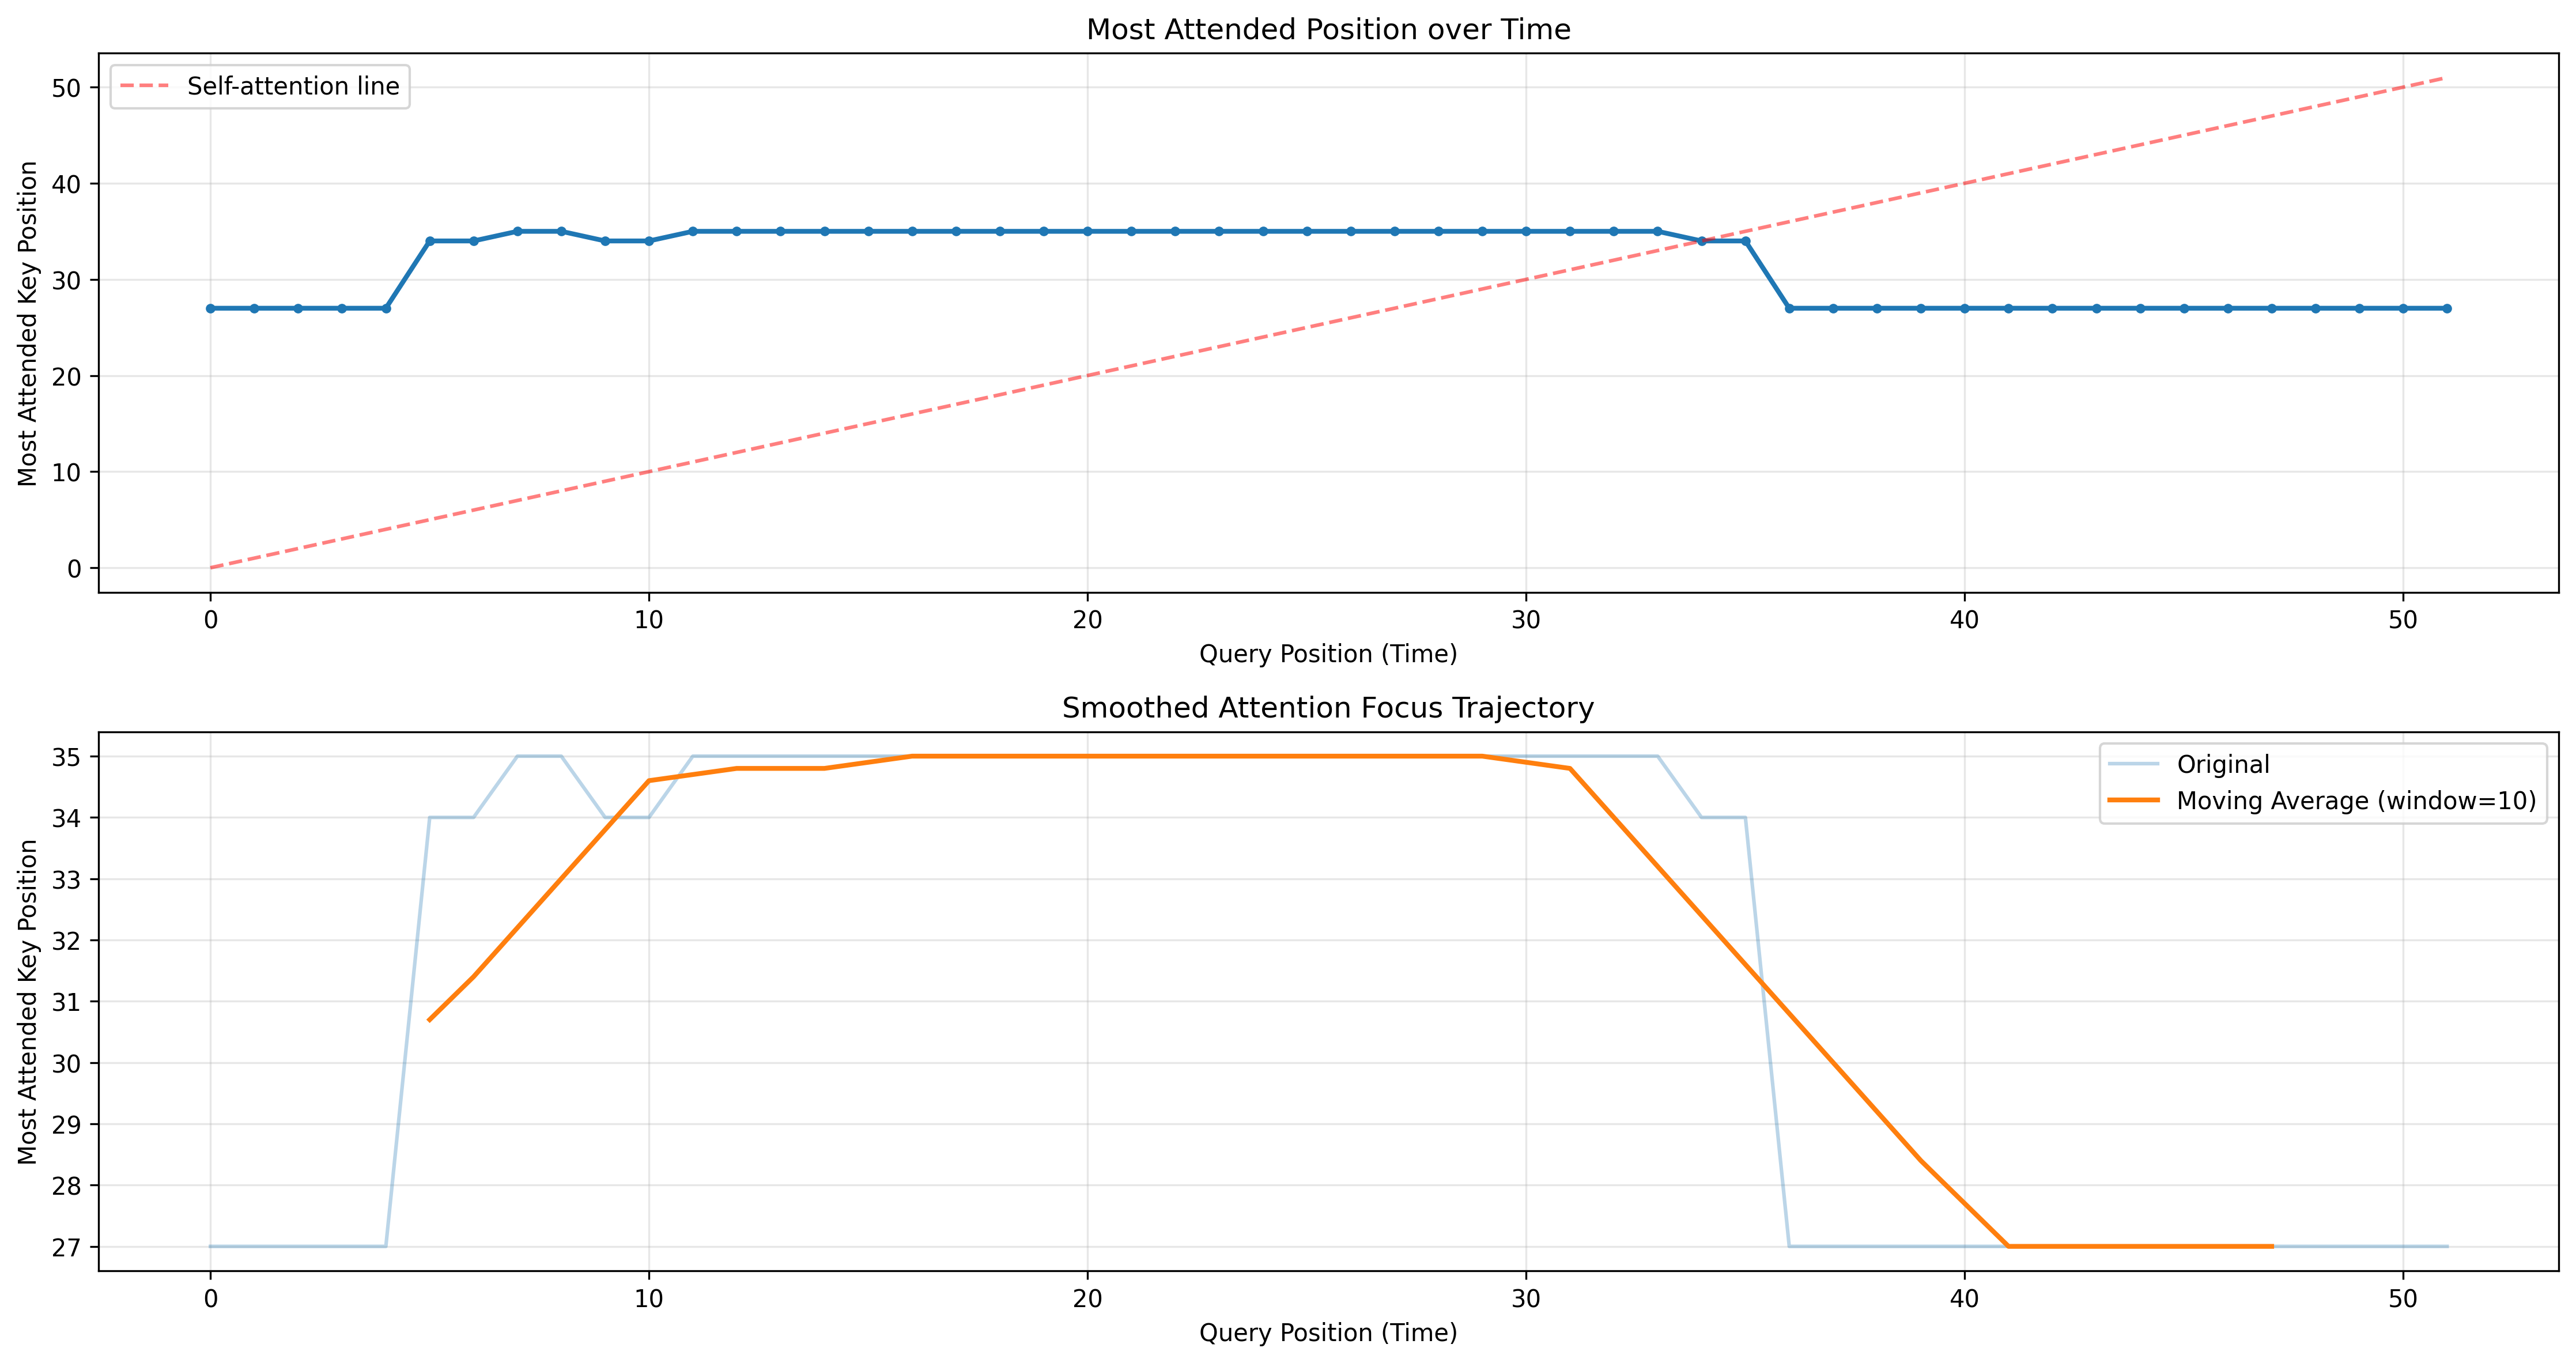 Most Attended Position over Time
Self-attention line
Most Attended Key Position
50
40
30
20
10
0
0 10 20 30 40 50
Query Position (Time)
Smoothed Attention Focus Trajectory
Original
Moving Average (window=10)
Most Attended Key Position
35
34
33
32
31
30
29
28
27
0 10 20 30 40 50
Query Position (Time)